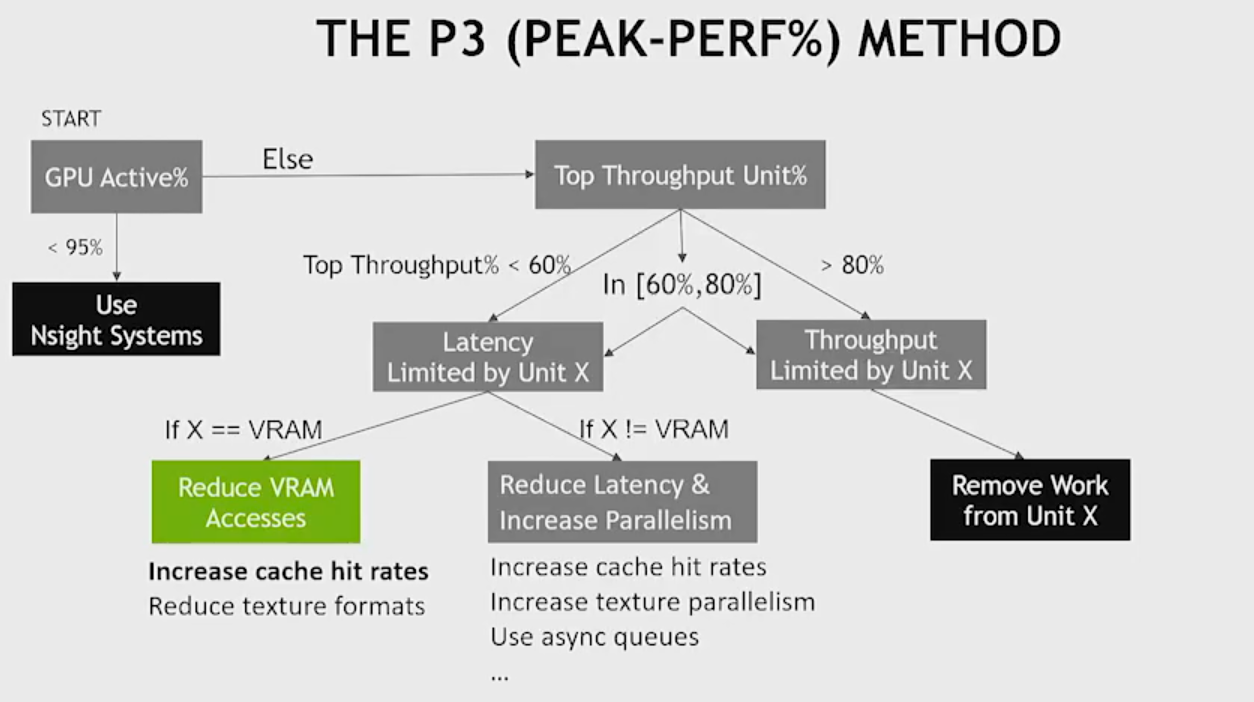 THE P3 (PEAK-PERF%) METHOD
START
GPU Active%
Else
Top Throughput Unit%
< 95%
Use
Nsight Systems
Top Throughput% < 60%
In [60%,80%]
> 80%
Latency
Limited by Unit X
Throughput
Limited by Unit X
If X == VRAM
If X != VRAM
Reduce VRAM
Accesses
Reduce Latency &
Increase Parallelism
Remove Work
from Unit X
Increase cache hit rates
Reduce texture formats
Increase cache hit rates
Increase texture parallelism
Use async queues
...